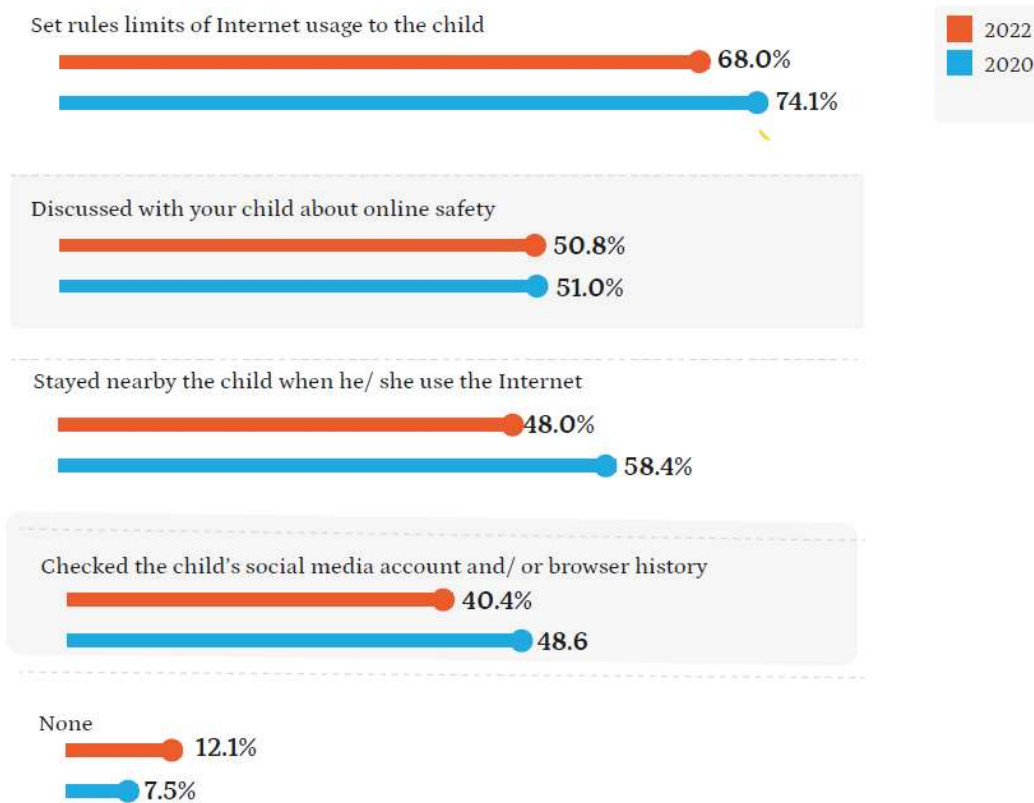 Set rules limits of Internet usage to the child
2022
68.0%
2020
74.1%
Discussed with your child about online safety
50.8%
51.0%
Stayed nearby the child when he/ she use the Internet
48.0%
58.4%
Checked the child's social media account and/ or browser history
40.4%
48.6
None
12.1%
7.5%